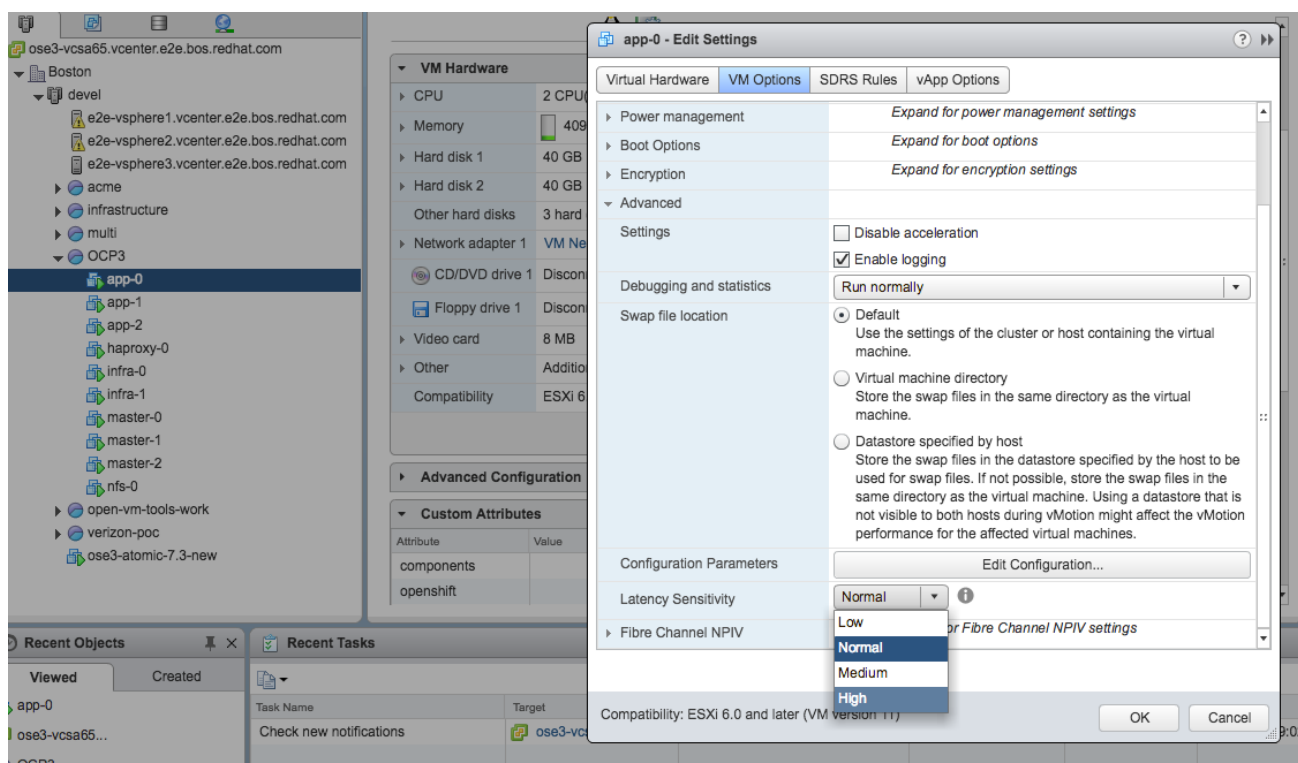 ose3-vcsa65.vcenter.e2e.bos.redhat.com
Boston
devel
e2e-vsphere1.vcenter.e2e.bos.redhat.com
e2e-vsphere2.vcenter.e2e.bos.redhat.com
e2e-vsphere3.vcenter.e2e.bos.redhat.com
acme
infrastructure
multi
OCP3
app-0
app-1
app-2
haproxy-0
infra-0
infra-1
master-0
master-1
master-2
nfs-0
open-vm-tools-work
verizon-poc
ose3-atomic-7.3-new
VM Hardware
CPU 2 CPU(
Memory 409
Hard disk 1 40 GB
Hard disk 2 40 GB
Other hard disks 3 hard
Network adapter 1 VM Ne
CD/DVD drive 1 Disconn
Floppy drive 1 Disconn
Video card 8 MB
Other Additio
Compatibility ESXi 6
Advanced Configuration
Custom Attributes
Attribute Value
components
openshift
app-0 - Edit Settings
Virtual Hardware VM Options SDRS Rules vApp Options
Power management Expand for power management settings
Boot Options Expand for boot options
Encryption Expand for encryption settings
Advanced
Settings Disable acceleration
Enable logging
Debugging and statistics Run normally
Swap file location Default
Use the settings of the cluster or host containing the virtual
machine.
Virtual machine directory
Store the swap files in the same directory as the virtual
machine.
Datastore specified by host
Store the swap files in the datastore specified by the host to be
used for swap files. If not possible, store the swap files in the
same directory as the virtual machine. Using a datastore that is
not visible to both hosts during vMotion might affect the vMotion
performance for the affected virtual machines.
Configuration Parameters Edit Configuration...
Latency Sensitivity Normal
Low
Normal
Medium
High
Fibre Channel NPIV or Fibre Channel NPIV settings
Compatibility: ESXi 6.0 and later (VM version 11)
OK Cancel
Recent Objects
Viewed Created
app-0
ose3-vcsa65...
OCP3
Recent Tasks
Task Name Target
Check new notifications ose3-vcs